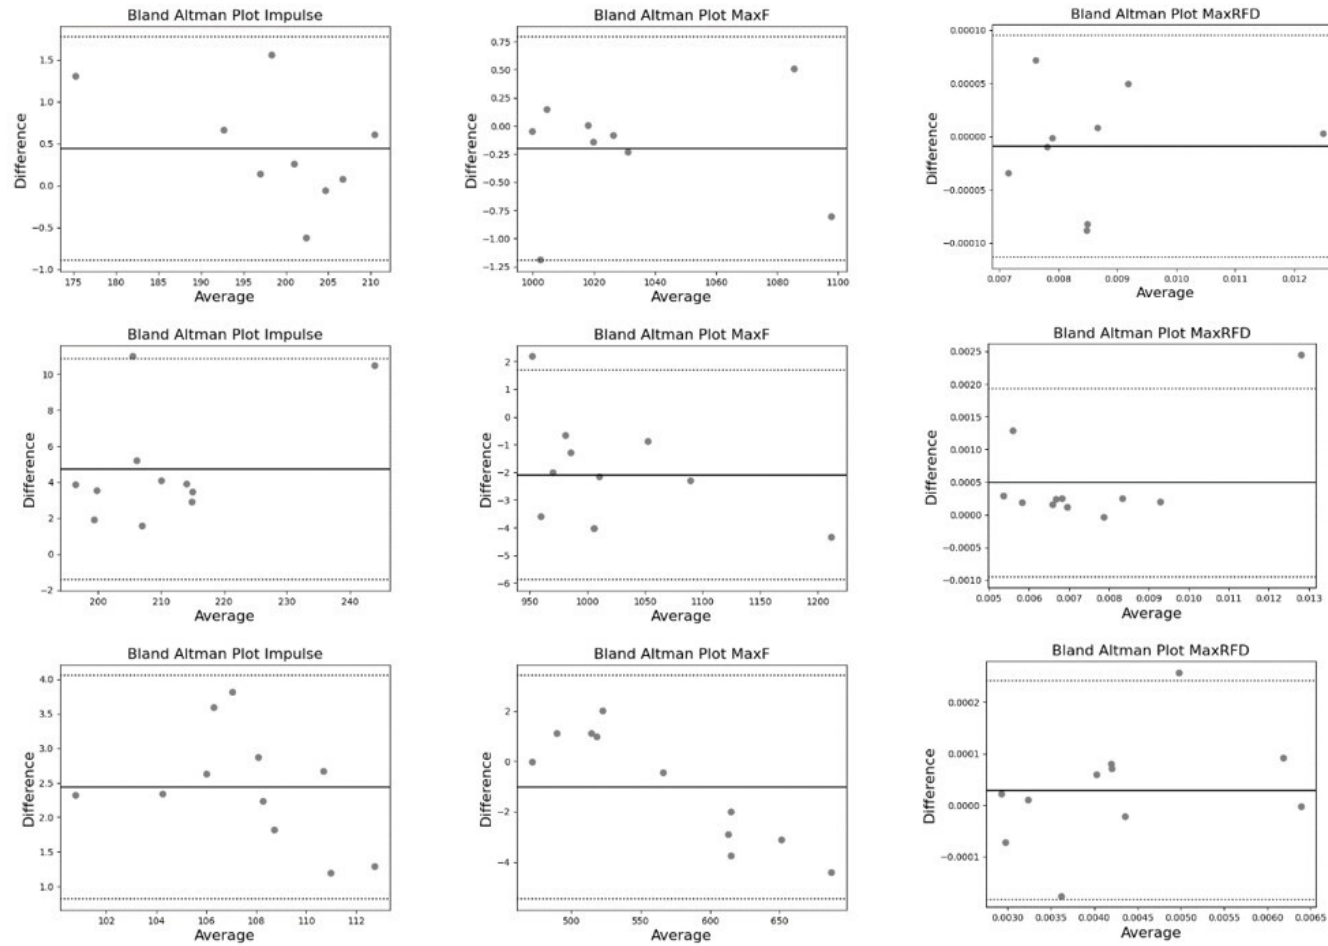 Bland Altman Plot Impulse
Difference
1.5
1.0
0.5
0.0
−0.5
−1.0
175 180 185 190 195 200 205 210
Average
Bland Altman Plot MaxF
Difference
0.75
0.50
0.25
0.00
−0.25
−0.50
−0.75
−1.00
−1.25
1000 1020 1040 1060 1080 1100
Average
Bland Altman Plot MaxRFD
Difference
0.00010
0.00005
0.00000
−0.00005
−0.00010
0.007 0.008 0.009 0.010 0.011 0.012
Average
Bland Altman Plot Impulse
Difference
10
8
6
4
2
0
−2
200 210 220 230 240
Average
Bland Altman Plot MaxF
Difference
2
1
0
−1
−2
−3
−4
−5
−6
950 1000 1050 1100 1150 1200
Average
Bland Altman Plot MaxRFD
Difference
0.0025
0.0020
0.0015
0.0010
0.0005
0.0000
−0.0005
−0.0010
0.005 0.006 0.007 0.008 0.009 0.010 0.011 0.012 0.013
Average
Bland Altman Plot Impulse
Difference
4.0
3.5
3.0
2.5
2.0
1.5
1.0
102 104 106 108 110 112
Average
Bland Altman Plot MaxF
Difference
2
0
−2
−4
500 550 600 650
Average
Bland Altman Plot MaxRFD
Difference
0.0002
0.0001
0.0000
−0.0001
0.0030 0.0035 0.0040 0.0045 0.0050 0.0055 0.0060 0.0065
Average